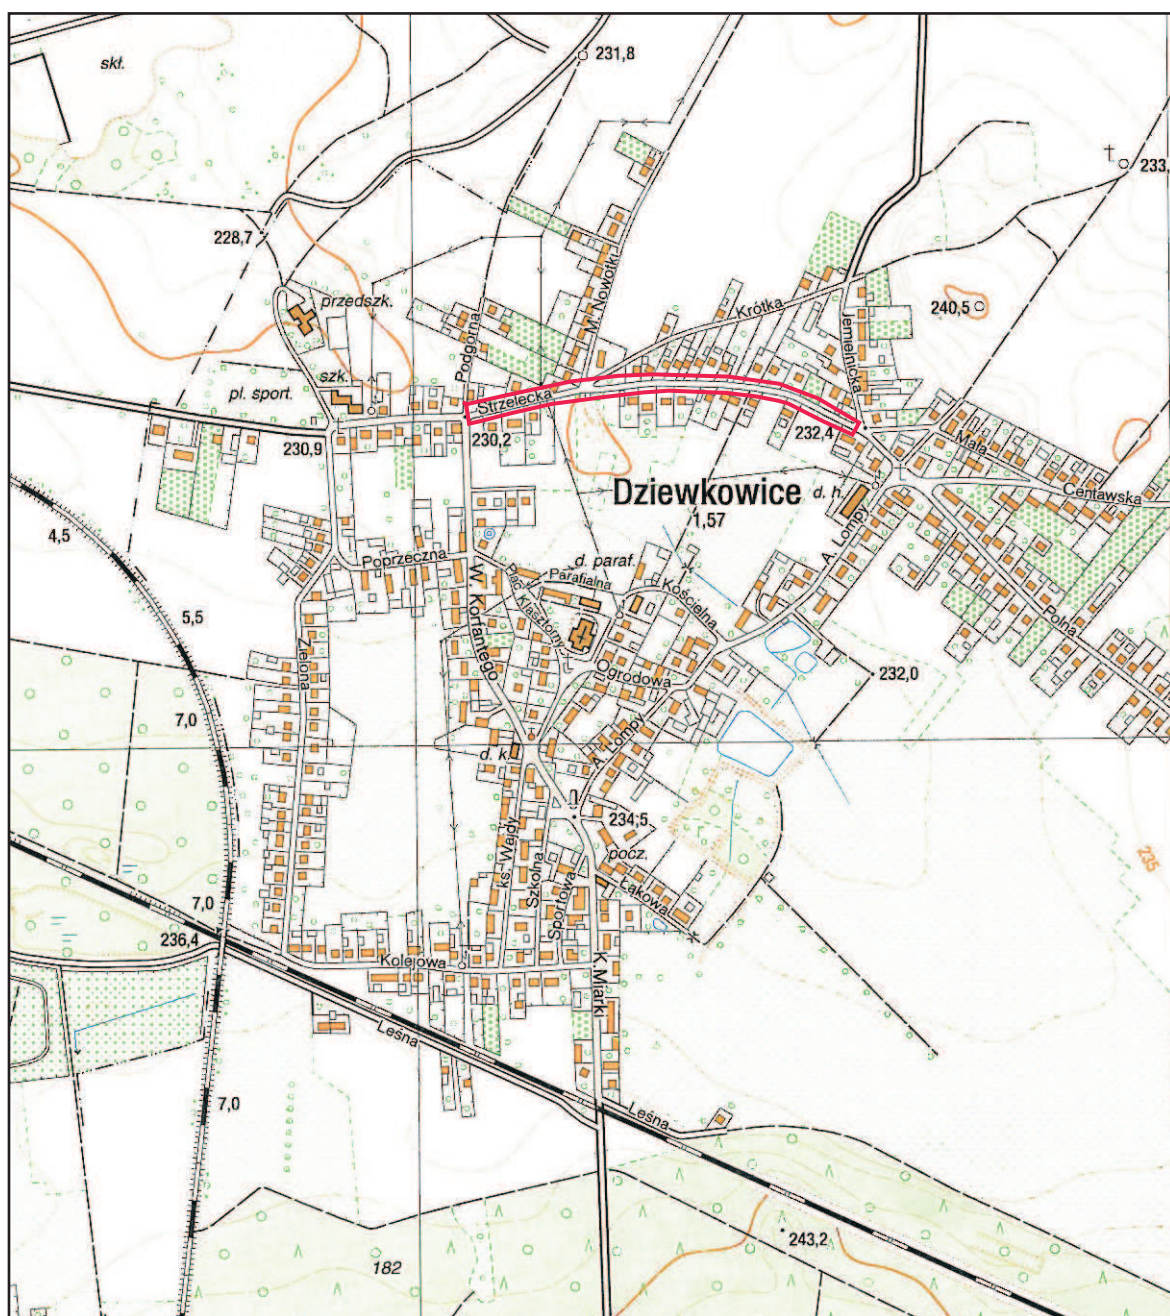 skł.
231,8
†
233,
228,7
przedszk.
M. Nowotki
Krótka
240,5
Podgórna
Jemielnicka
szk.
pl. sport.
Strzelecka
230,9
230,2
232,4
Mała
Dziewkowice
1,57
d. h.
Centawska
4,5
A. Lompy
Poprzeczna
d. paraf.
Parafialna
Plac Klasztorny
Kościelna
W. Korfantego
5,5
Polna
Zielona
Ogrodowa
232,0
7,0
A. Lompy
d. k.
234,5
ks. Wajdy
Szkolna
Sportowa
pocz.
Łąkowa
235
7,0
236,4
Kolejowa
K. Miarki
Leśna
7,0
Leśna
243,2
182